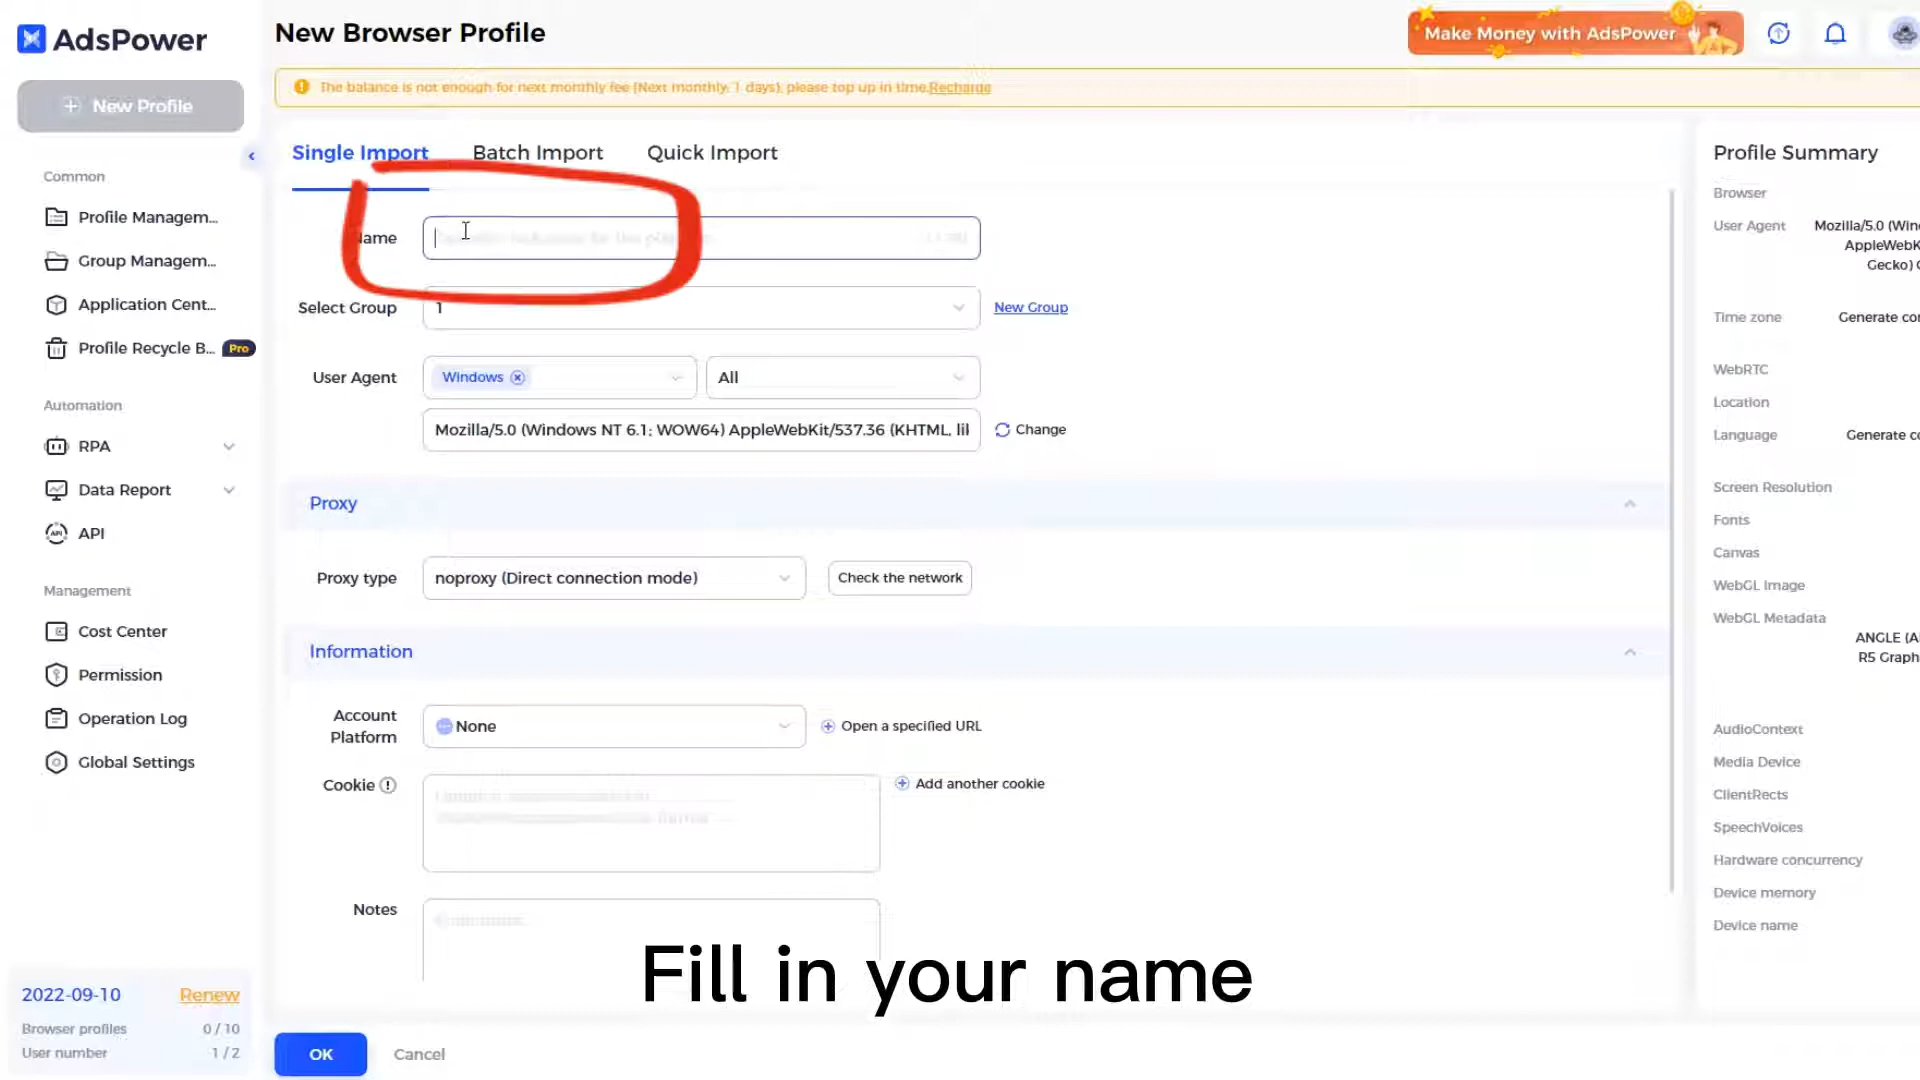 AdsPower
New Browser Profile
Make Money with AdsPower
New Profile
The balance is not enough for next monthly fee (Next monthly, 1 days), please top up in time.Recharge
Single Import
Batch Import
Quick Import
Common
Profile Managem...
Group Managem...
Application Cent...
Profile Recycle B...
Pro
Automation
RPA
Data Report
API
Management
Cost Center
Permission
Operation Log
Global Settings
2022-09-10
Renew
Browser profiles
0 / 10
User number
1 / 2
ame
Select Group
1
New Group
User Agent
Windows
All
Mozilla/5.0 (Windows NT 6.1; WOW64) AppleWebKit/537.36 (KHTML, lik
Change
Proxy
Proxy type
noproxy (Direct connection mode)
Check the network
Information
Account
Platform
None
Open a specified URL
Cookie
Add another cookie
Notes
Fill in your name
OK
Cancel
Profile Summary
Browser
User Agent
Mozilla/5.0 (Win
AppleWebK
Gecko) C
Time zone
Generate cor
WebRTC
Location
Language
Generate co
Screen Resolution
Fonts
Canvas
WebGL Image
WebGL Metadata
ANGLE (A
R5 Graph
AudioContext
Media Device
ClientRects
SpeechVoices
Hardware concurrency
Device memory
Device name